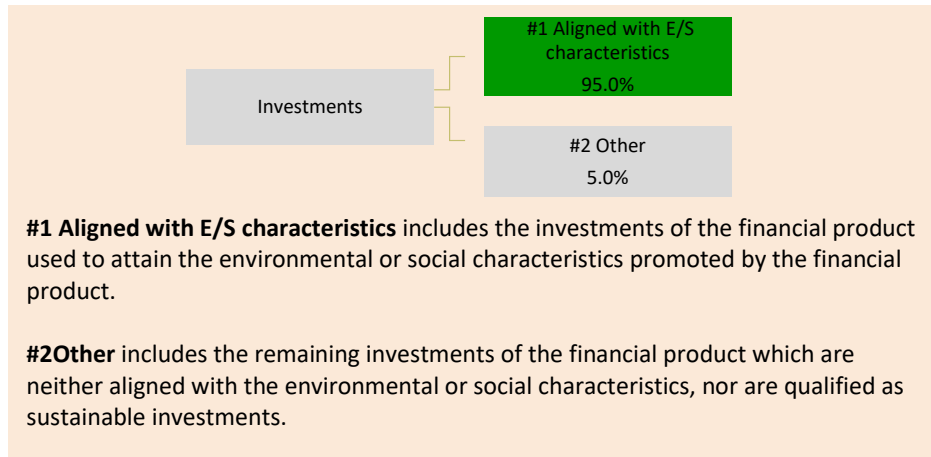 #1 Aligned with E/S
characteristics
95.0%
Investments
#2 Other
5.0%
#1 Aligned with E/S characteristics includes the investments of the financial product
used to attain the environmental or social characteristics promoted by the financial
product.
#2Other includes the remaining investments of the financial product which are
neither aligned with the environmental or social characteristics, nor are qualified as
sustainable investments.